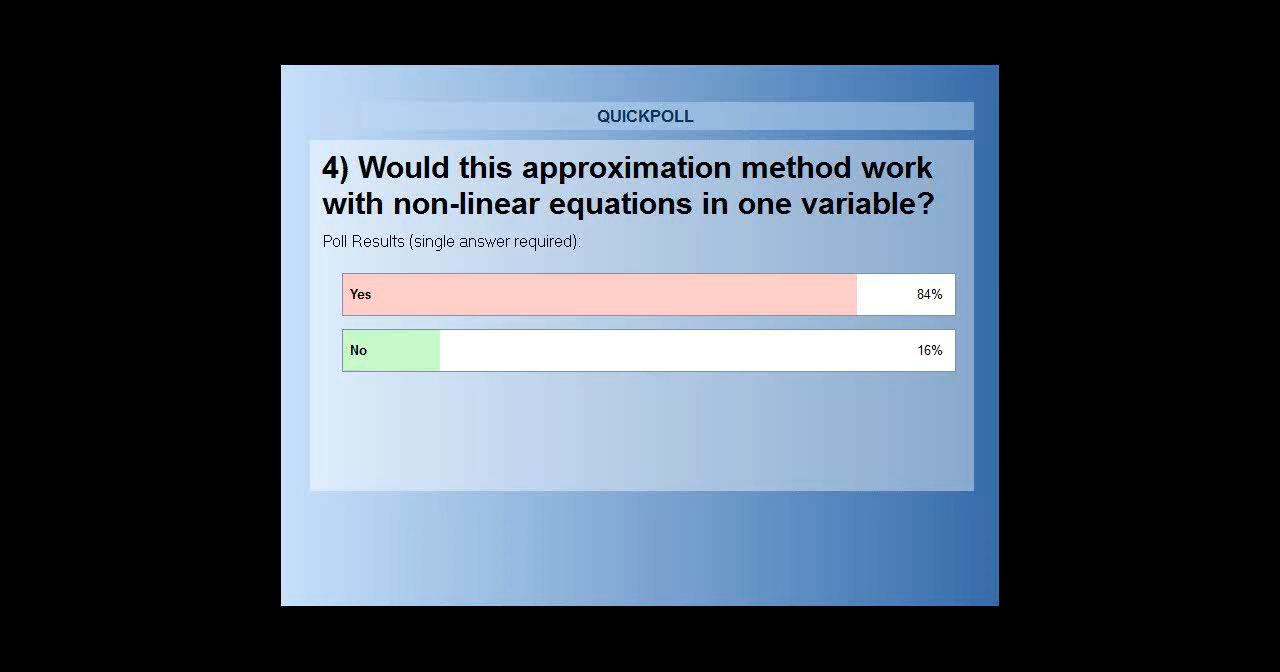 QUICKPOLL
4) Would this approximation method work
with non-linear equations in one variable?
Poll Results (single answer required):
Yes 84%
No 16%